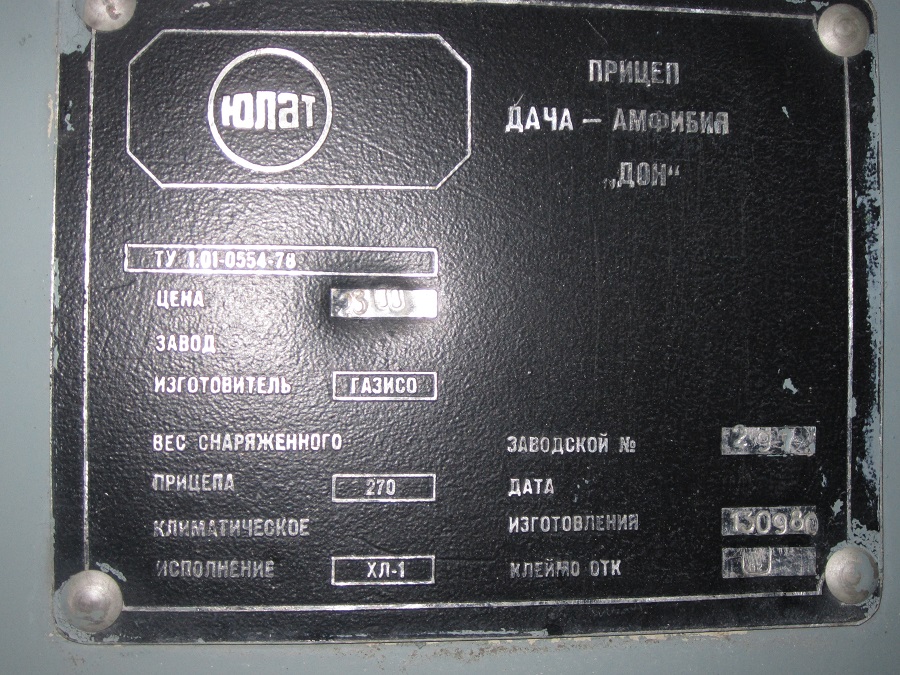 ЮЛАТ
ПРИЦЕП
ДАЧА – АМФИБИЯ
„ДОН“
ТУ 1.01-0554-78
ЦЕНА
ЗАВОД
ИЗГОТОВИТЕЛЬ ГАЗИСО
ВЕС СНАРЯЖЕННОГО
ПРИЦЕПА 270
КЛИМАТИЧЕСКОЕ
ИСПОЛНЕНИЕ ХЛ-1
ЗАВОДСКОЙ №
ДАТА
ИЗГОТОВЛЕНИЯ 130980
КЛЕЙМО ОТК